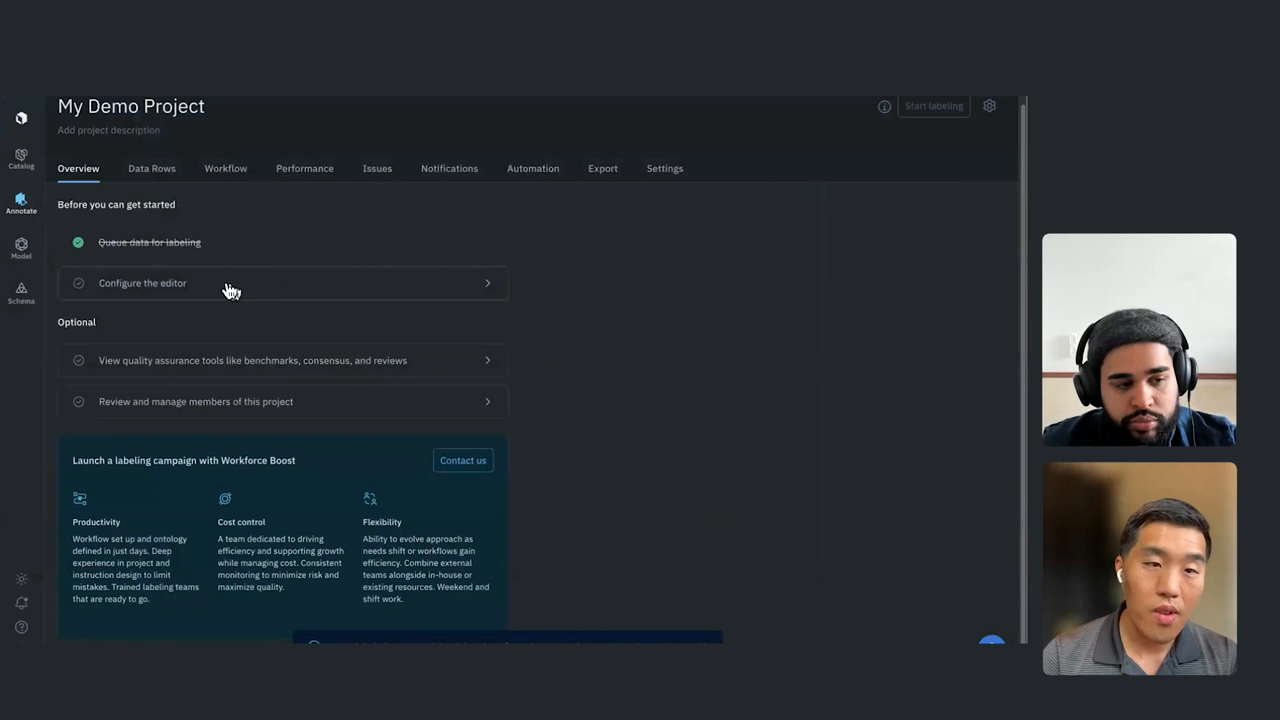 My Demo Project
Start labeling
Add project description
Catalog
Annotate
Model
Schema
Overview
Data Rows
Workflow
Performance
Issues
Notifications
Automation
Export
Settings
Before you can get started
Queue data for labeling
Configure the editor
Optional
View quality assurance tools like benchmarks, consensus, and reviews
Review and manage members of this project
Launch a labeling campaign with Workforce Boost
Contact us
Productivity
Workflow set up and ontology
defined in just days. Deep
experience in project and
instruction design to limit
mistakes. Trained labeling teams
that are ready to go.
Cost control
A team dedicated to driving
efficiency and supporting growth
while managing cost. Consistent
monitoring to minimize risk and
maximize quality.
Flexibility
Ability to evolve approach as
needs shift or workflows gain
efficiency. Combine external
teams alongside in-house or
existing resources. Weekend and
shift work.